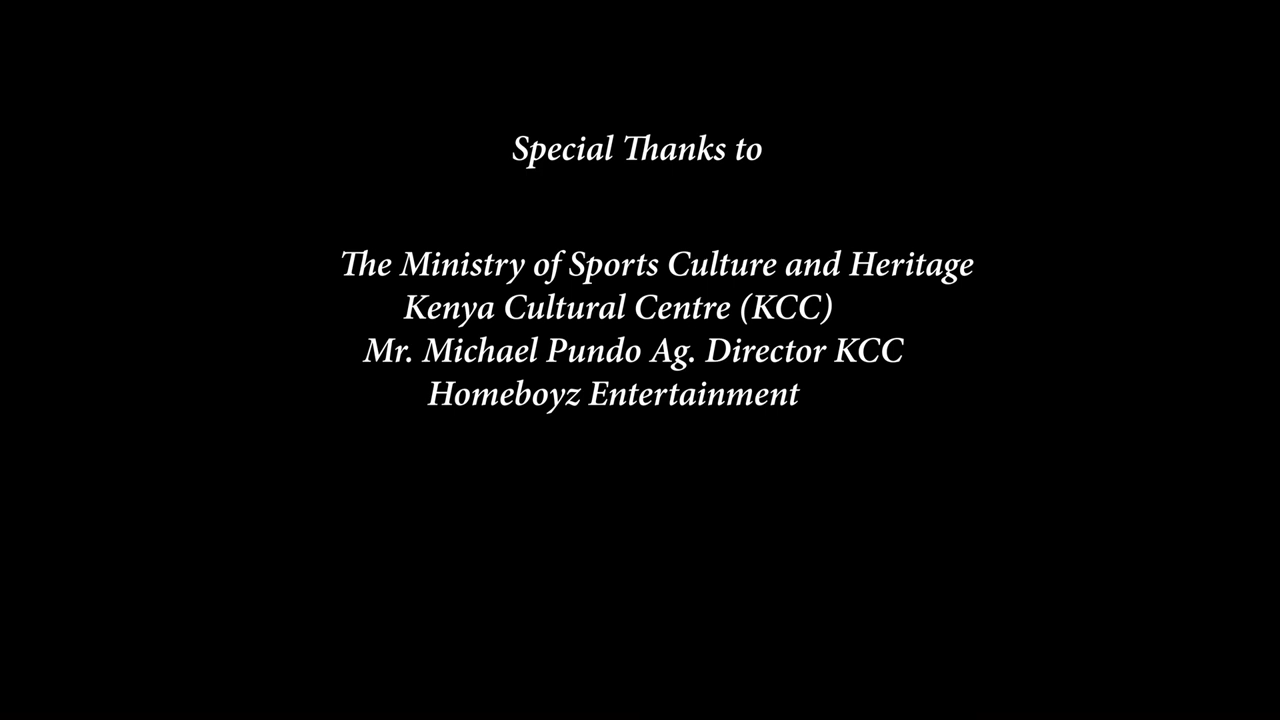 Special Thanks to
The Ministry of Sports Culture and Heritage
Kenya Cultural Centre (KCC)
Mr. Michael Pundo Ag. Director KCC
Homeboyz Entertainment